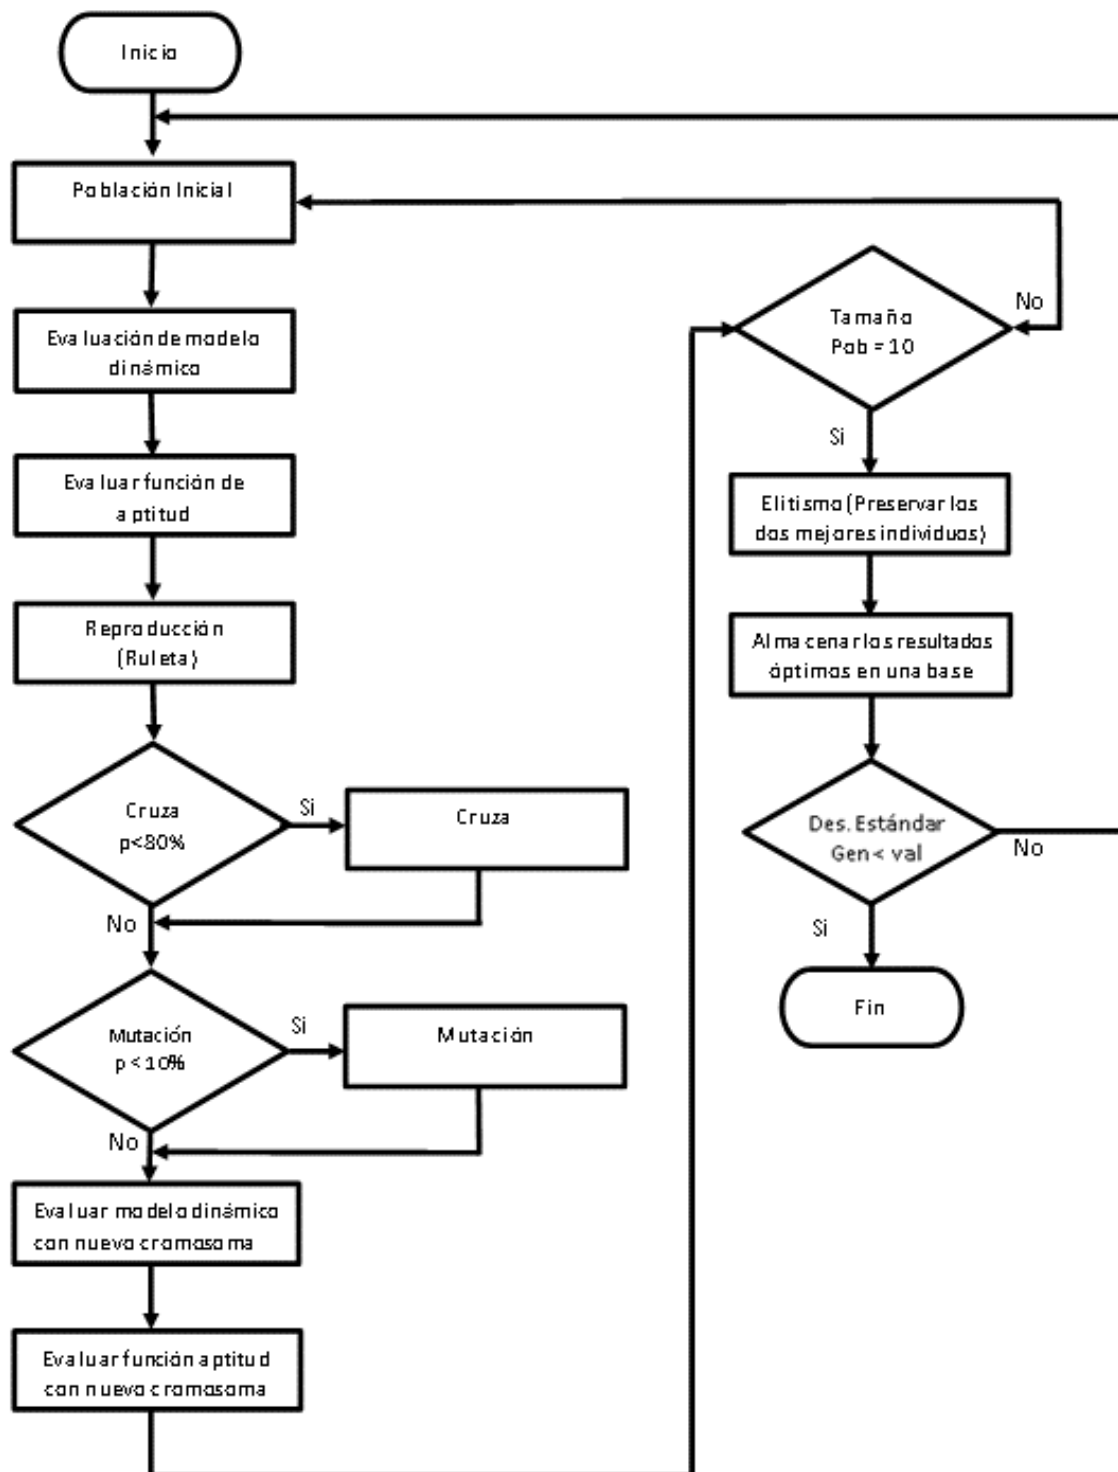 Inicio
Población Inicial
Evaluación de modelo
dinámico
Evaluar función de
aptitud
Reproducción
(Ruleta)
Cruza
p<80%
Si
Cruza
No
Mutación
p < 10%
Si
Mutación
No
Evaluar modelo dinámico
con nuevo cromosoma
Evaluar función aptitud
con nuevo cromosoma
Tamaño
Pob = 10
No
Si
Elitismo (Preservar los
dos mejores individuos)
Almacenar los resultados
óptimos en una base
Des. Estándar
Gen < val
No
Si
Fin